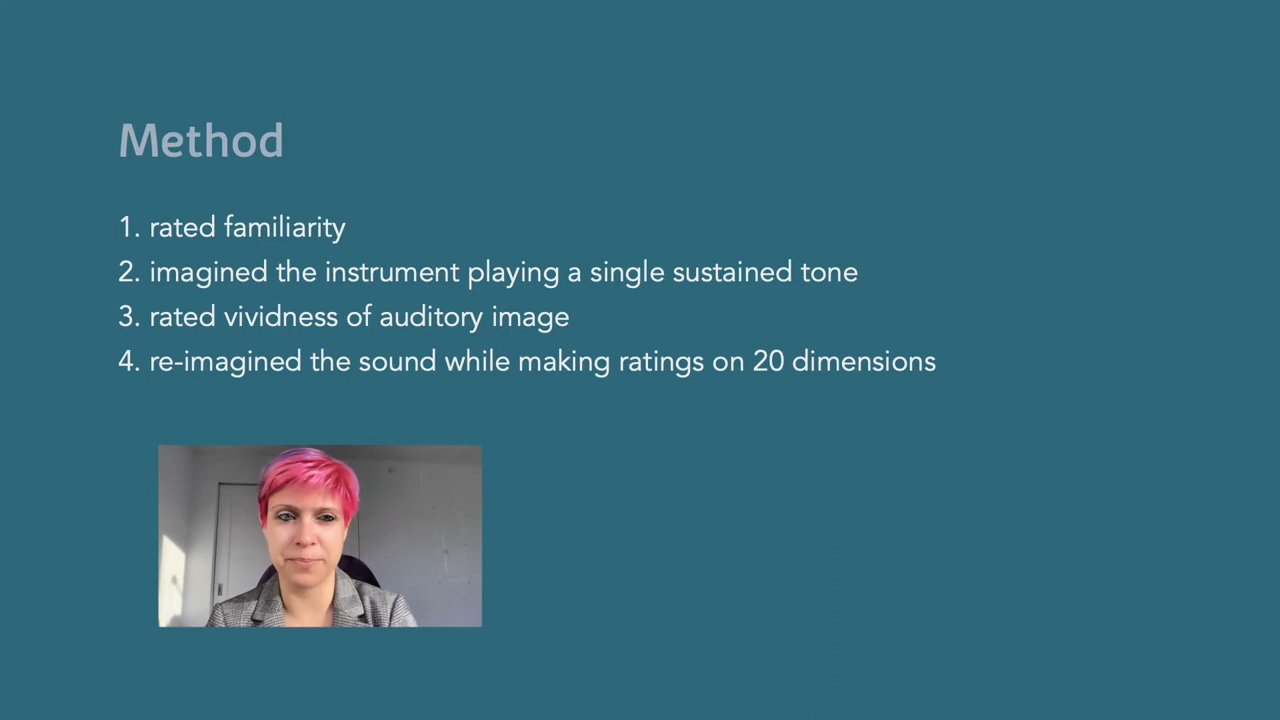 Method
1. rated familiarity
2. imagined the instrument playing a single sustained tone
3. rated vividness of auditory image
4. re-imagined the sound while making ratings on 20 dimensions